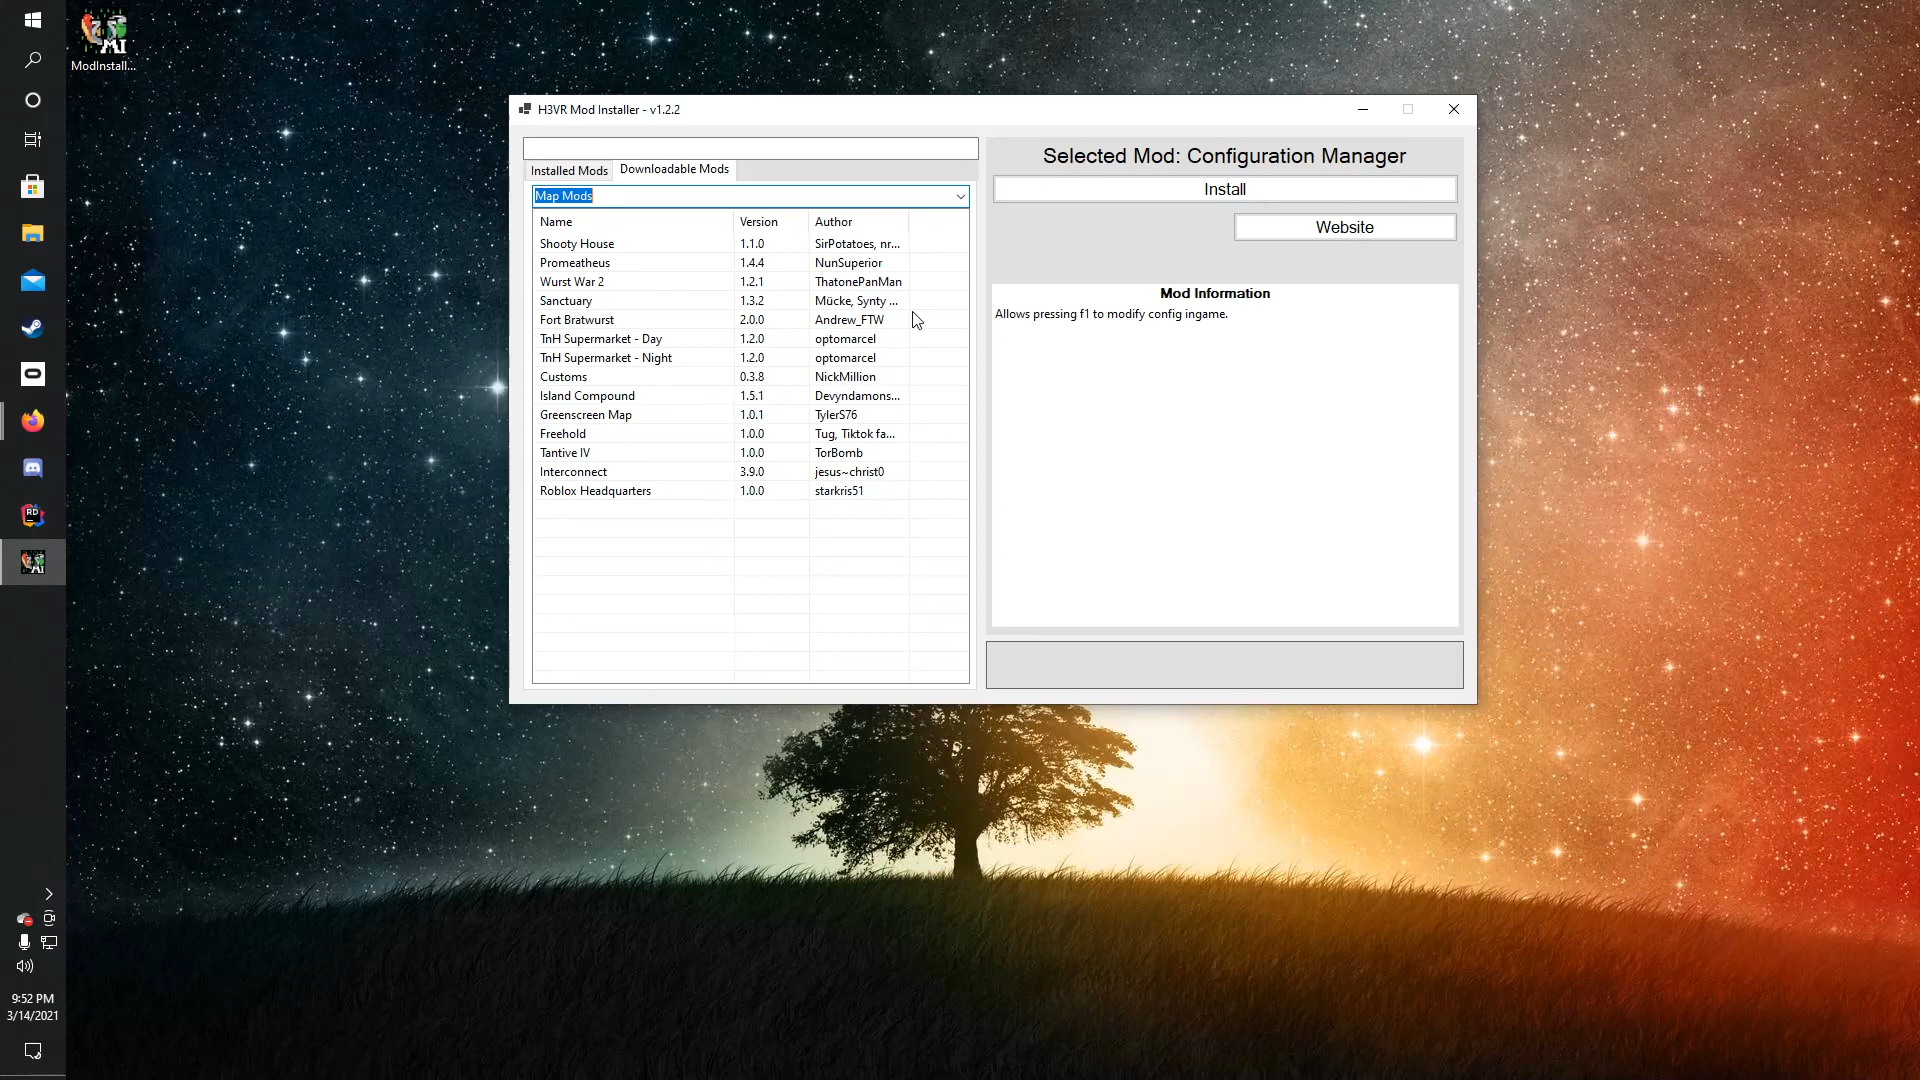 ModInstall...
H3VR Mod Installer - v1.2.2
Installed Mods
Downloadable Mods
Map Mods
Name Version Author
Shooty House 1.1.0 SirPotatoes, nr...
Promeatheus 1.4.4 NunSuperior
Wurst War 2 1.2.1 ThatonePanMan
Sanctuary 1.3.2 Mücke, Synty ...
Fort Bratwurst 2.0.0 Andrew_FTW
TnH Supermarket - Day 1.2.0 optomarcel
TnH Supermarket - Night 1.2.0 optomarcel
Customs 0.3.8 NickMillion
Island Compound 1.5.1 Devyndamons...
Greenscreen Map 1.0.1 TylerS76
Freehold 1.0.0 Tug, Tiktok fa...
Tantive IV 1.0.0 TorBomb
Interconnect 3.9.0 jesus~christ0
Roblox Headquarters 1.0.0 starkris51
Selected Mod: Configuration Manager
Install
Website
Mod Information
Allows pressing f1 to modify config ingame.
MI
RD
MI
9:52 PM
3/14/2021